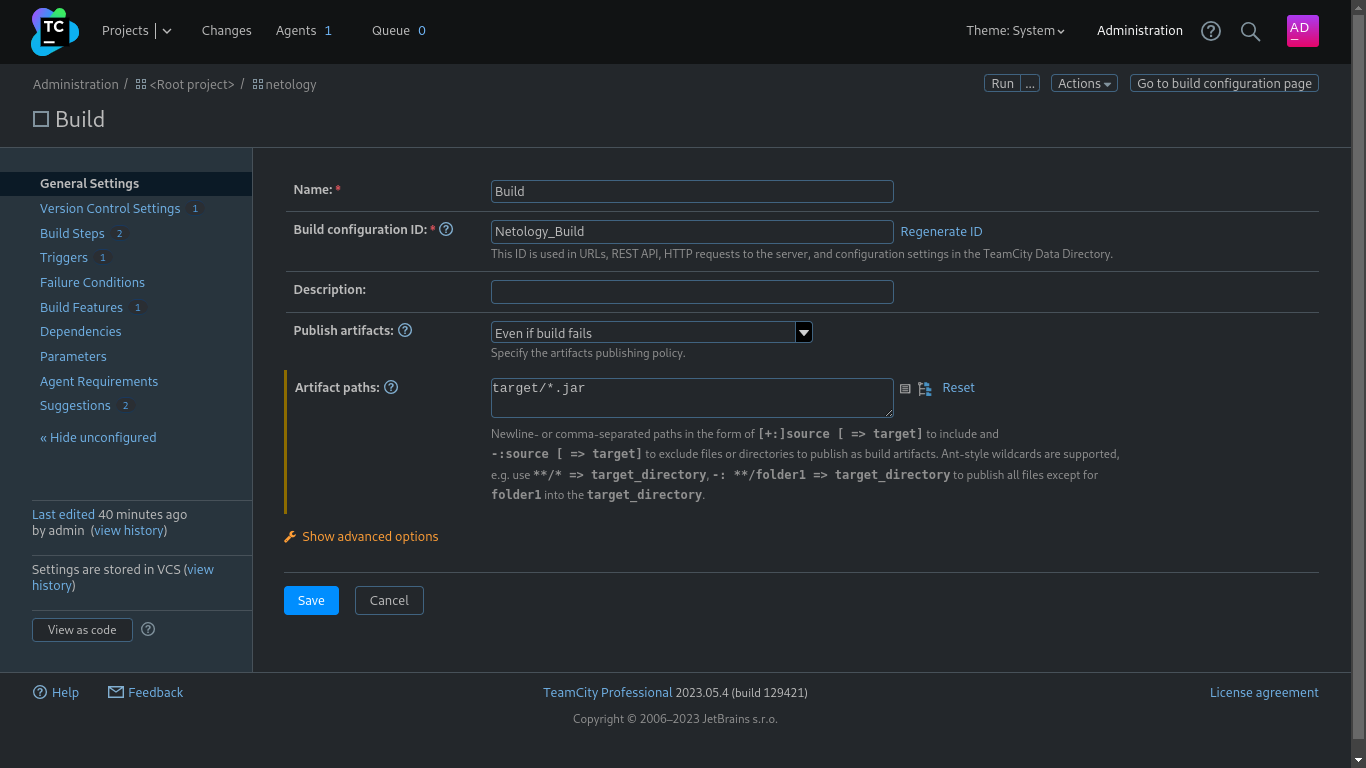 TC
Projects
Changes
Agents 1
Queue 0
Theme: System
Administration
AD
Administration / <Root project> / netology
Run ...
Actions
Go to build configuration page
Build
General Settings
Version Control Settings 1
Build Steps 2
Triggers 1
Failure Conditions
Build Features 1
Dependencies
Parameters
Agent Requirements
Suggestions 2
« Hide unconfigured
Last edited 40 minutes ago
by admin (view history)
Settings are stored in VCS (view
history)
View as code ?
Name: *
Build
Build configuration ID: * ?
Netology_Build
Regenerate ID
This ID is used in URLs, REST API, HTTP requests to the server, and configuration settings in the TeamCity Data Directory.
Description:
Publish artifacts: ?
Even if build fails
Specify the artifacts publishing policy.
Artifact paths: ?
target/*.jar
Reset
Newline- or comma-separated paths in the form of [+:]source [ => target] to include and
-:source [ => target] to exclude files or directories to publish as build artifacts. Ant-style wildcards are supported,
e.g. use **/* => target_directory, -: **/folder1 => target_directory to publish all files except for
folder1 into the target_directory.
Show advanced options
Save
Cancel
? Help
Feedback
TeamCity Professional 2023.05.4 (build 129421)
License agreement
Copyright © 2006–2023 JetBrains s.r.o.